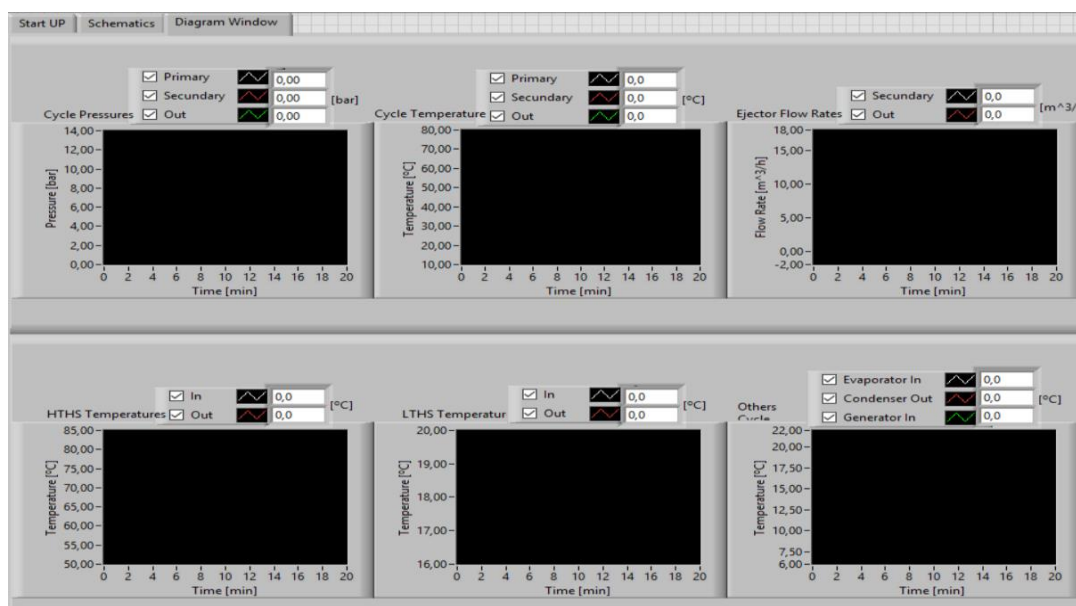 Start UP Schematics Diagram Window
Primary 0,00
Secundary 0,00 [bar]
Cycle Pressures Out 0,00
14,00
12,00
10,00
8,00
6,00
4,00
2,00
0,00
Pressure [bar]
0 2 4 6 8 10 12 14 16 18 20
Time [min]
Primary 0,0
Secundary 0,0 [ºC]
Cycle Temperature Out 0,0
80,00
70,00
60,00
50,00
40,00
30,00
20,00
10,00
Temperature [ºC]
0 2 4 6 8 10 12 14 16 18 20
Time [min]
Secundary 0,0
Ejector Flow Rates Out 0,0 [m^3/
18,00
15,00
10,00
5,00
0,00
-2,00
Flow Rate [m^3/h]
0 2 4 6 8 10 12 14 16 18 20
Time [min]
In 0,0
HTHS Temperatures Out 0,0 [ºC]
85,00
80,00
75,00
70,00
65,00
60,00
55,00
50,00
Temperature [ºC]
0 2 4 6 8 10 12 14 16 18 20
Time [min]
In 0,0
LTHS Temperatur Out 0,0 [ºC]
20,00
19,00
18,00
17,00
16,00
Temperature [ºC]
0 2 4 6 8 10 12 14 16 18 20
Time [min]
Evaporator In 0,0
Others Condenser Out 0,0 [ºC]
Cycle Generator In 0,0
22,00
20,00
17,50
15,00
12,50
10,00
7,50
6,00
Temperature [ºC]
0 2 4 6 8 10 12 14 16 18 20
Time [min]